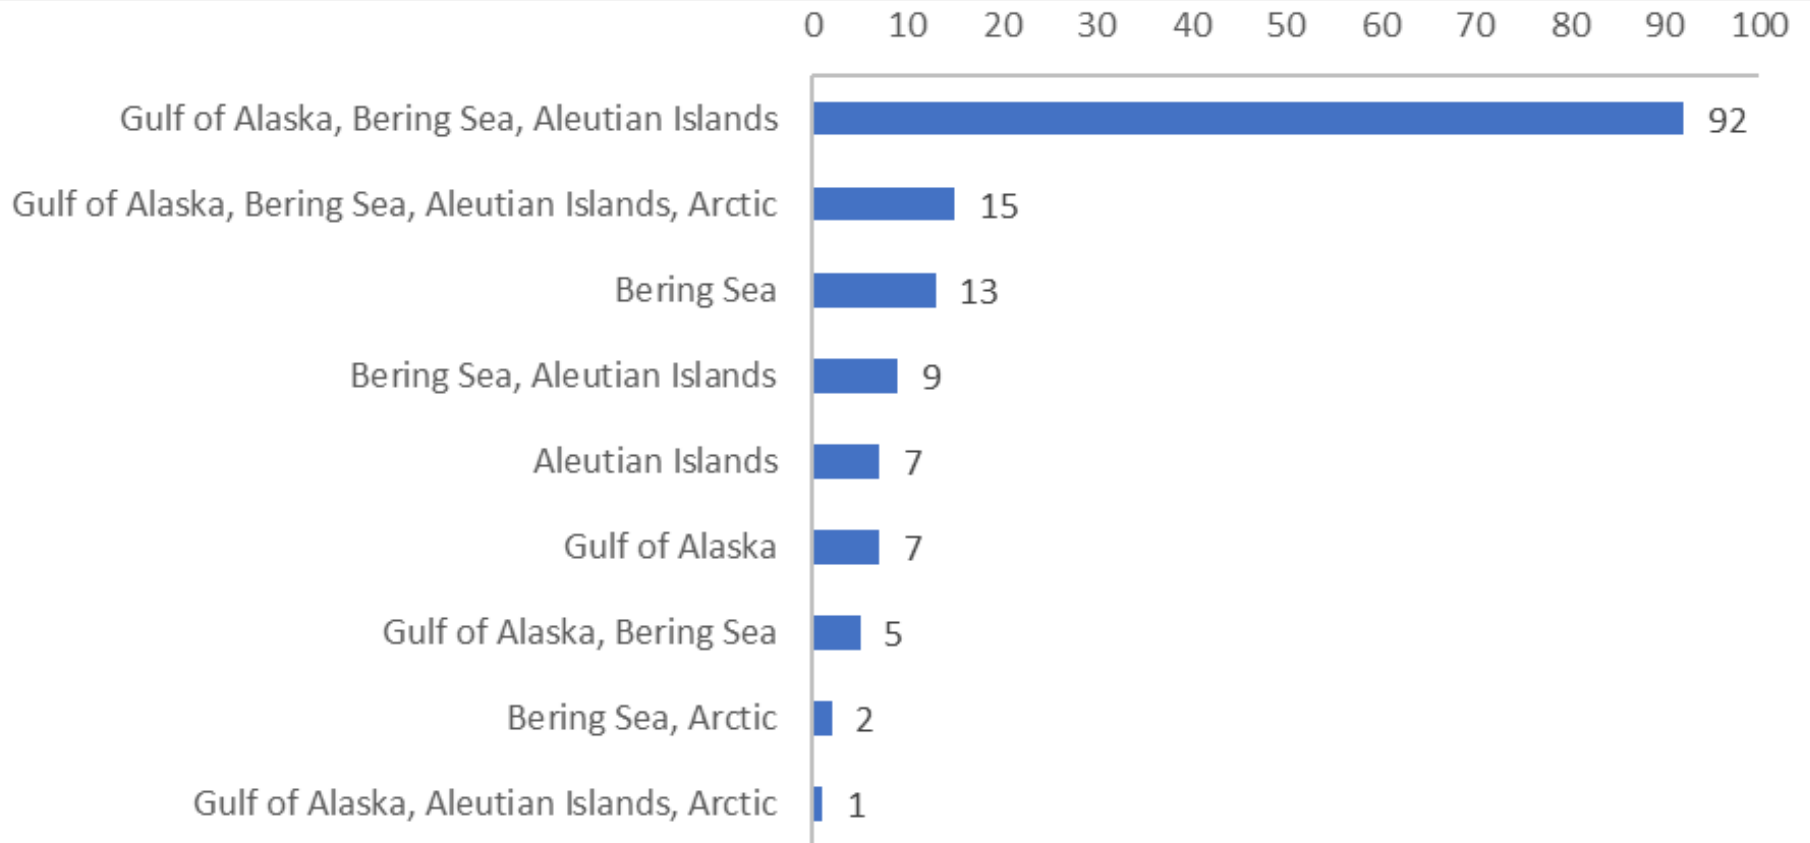 0 10 20 30 40 50 60 70 80 90 100
Gulf of Alaska, Bering Sea, Aleutian Islands 92
Gulf of Alaska, Bering Sea, Aleutian Islands, Arctic 15
Bering Sea 13
Bering Sea, Aleutian Islands 9
Aleutian Islands 7
Gulf of Alaska 7
Gulf of Alaska, Bering Sea 5
Bering Sea, Arctic 2
Gulf of Alaska, Aleutian Islands, Arctic 1